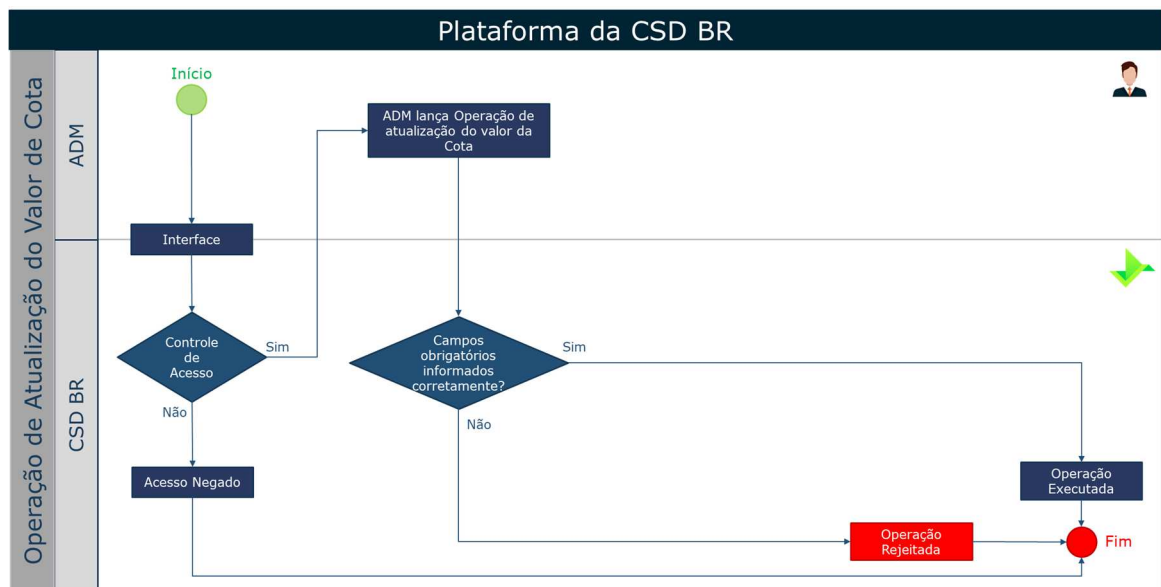 Plataforma da CSD BR
Operação de Atualização do Valor de Cota
ADM
Início
ADM lança Operação de
atualização do valor da
Cota
Interface
CSD BR
Controle
de
Acesso
Sim
Não
Campos
obrigatórios
informados
corretamente?
Sim
Não
Acesso Negado
Operação
Executada
Operação
Rejeitada
Fim